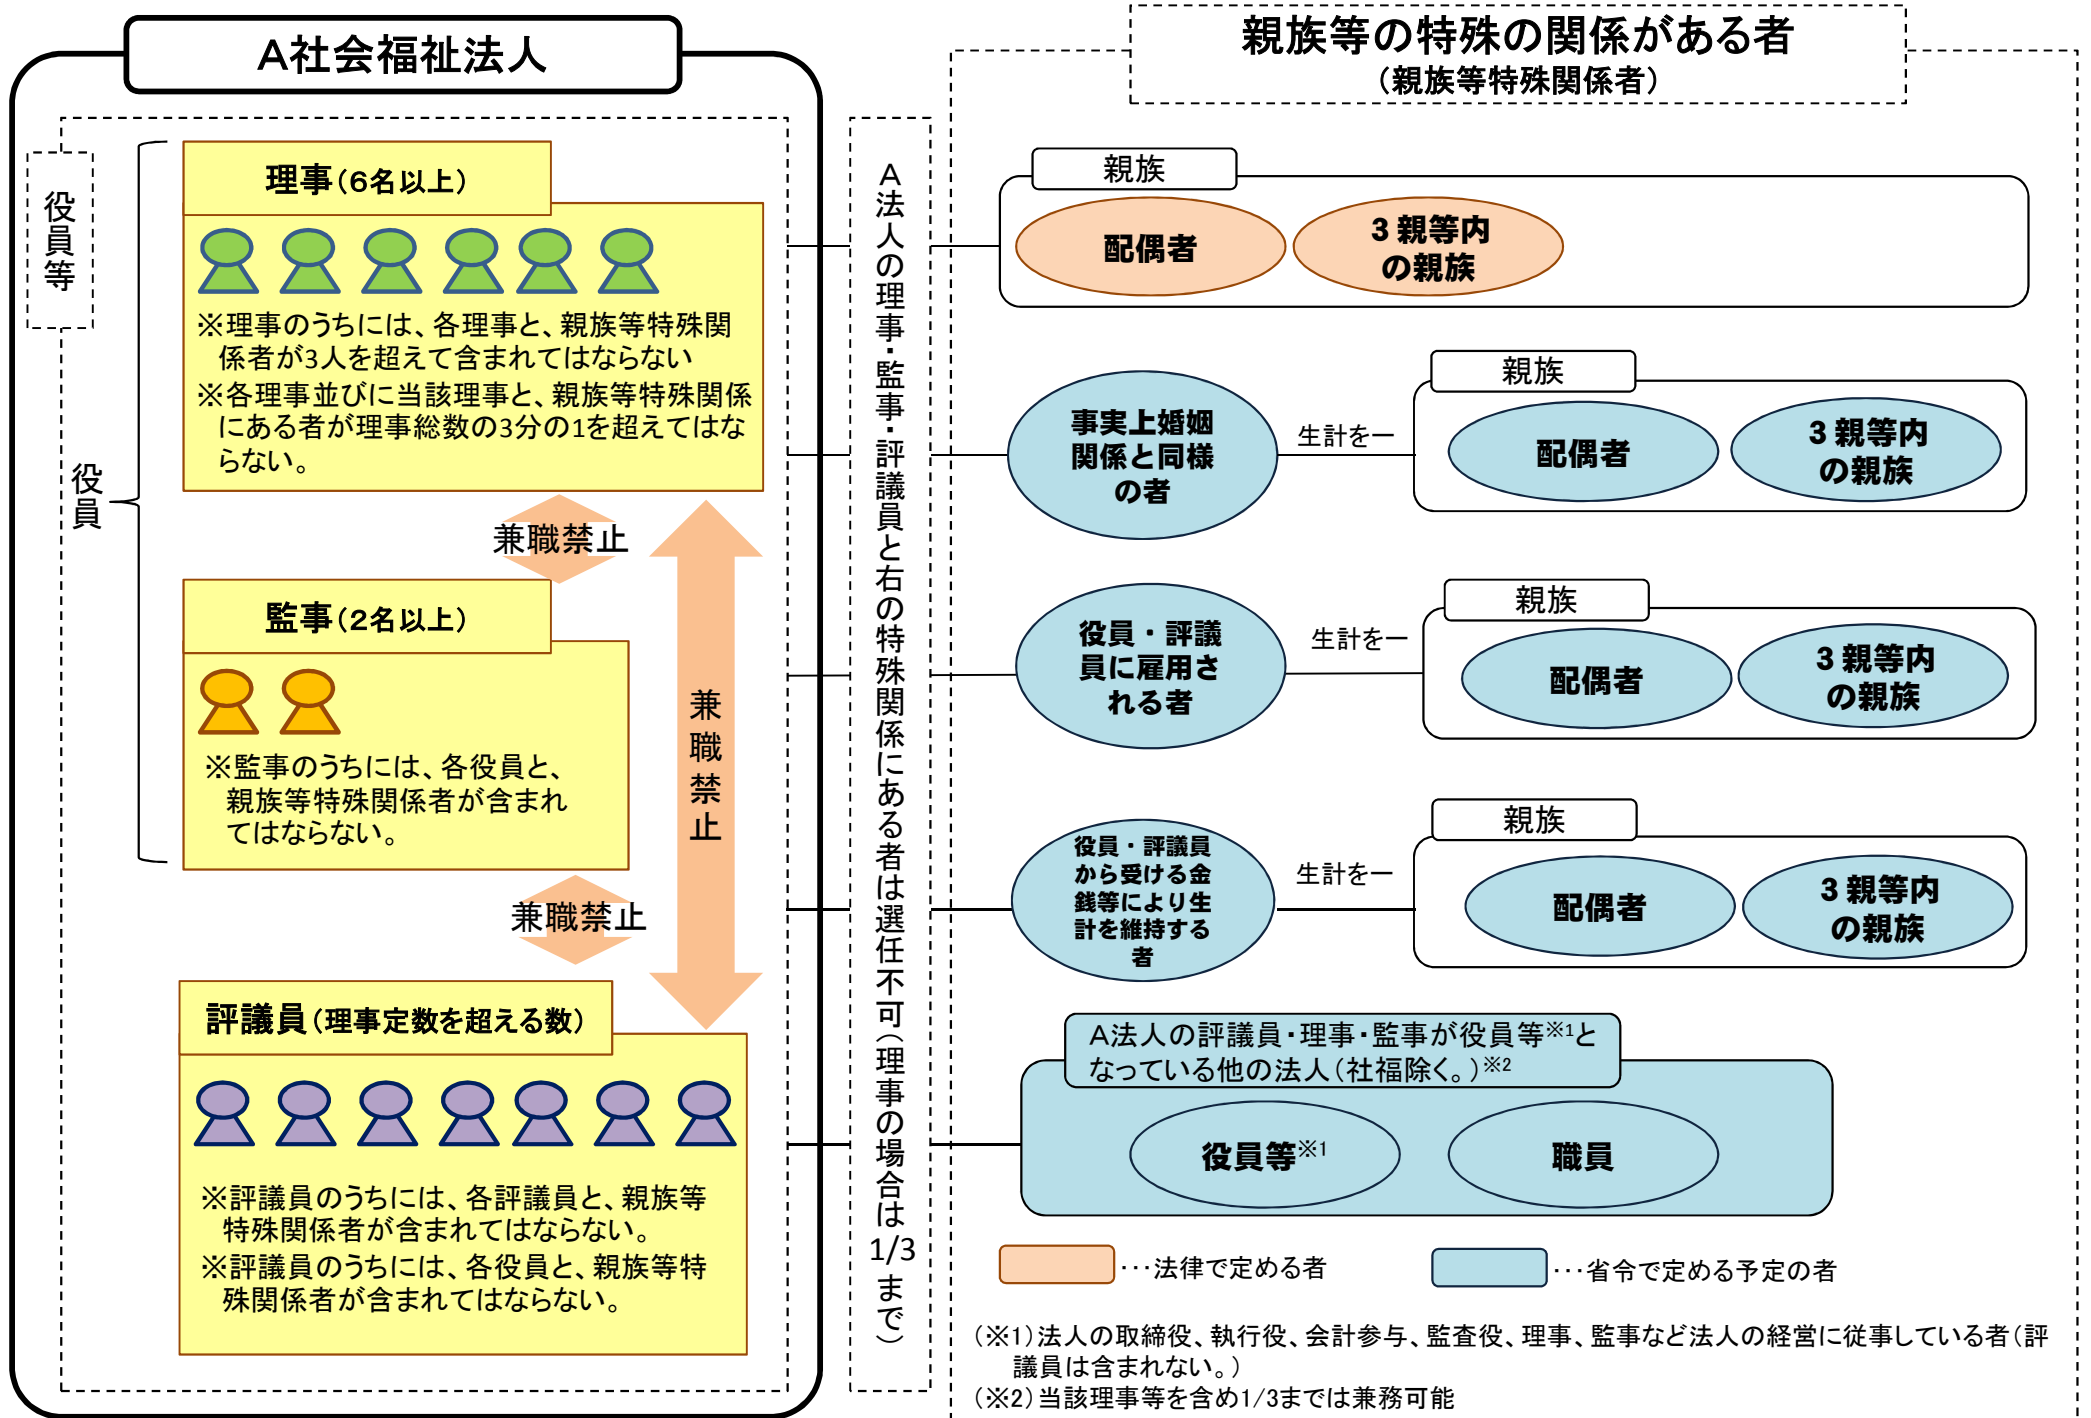 A社会福祉法人
役員等
役員
理事(6名以上)
※理事のうちには、各理事と、親族等特殊関
係者が3人を超えて含まれてはならない
※各理事並びに当該理事と、親族等特殊関係
にある者が理事総数の3分の1を超えてはな
らない。
兼職禁止
兼職禁止
監事(2名以上)
※監事のうちには、各役員と、
親族等特殊関係者が含まれ
てはならない。
兼職禁止
評議員(理事定数を超える数)
※評議員のうちには、各評議員と、親族等
特殊関係者が含まれてはならない。
※評議員のうちには、各役員と、親族等特
殊関係者が含まれてはならない。
A法人の理事・監事・評議員と右の特殊関係にある者は選任不可(理事の場合は1/3まで)
親族等の特殊の関係がある者
(親族等特殊関係者)
親族
配偶者
3親等内
の親族
事実上婚姻
関係と同様
の者
生計を一
親族
配偶者
3親等内
の親族
役員・評議
員に雇用さ
れる者
生計を一
親族
配偶者
3親等内
の親族
役員・評議員
から受ける金
銭等により生
計を維持する
者
生計を一
親族
配偶者
3親等内
の親族
A法人の評議員・理事・監事が役員等※1と
なっている他の法人(社福除く。)※2
役員等※1
職員
…法律で定める者
…省令で定める予定の者
(※1)法人の取締役、執行役、会計参与、監査役、理事、監事など法人の経営に従事している者(評
議員は含まれない。)
(※2)当該理事等を含め1/3までは兼務可能